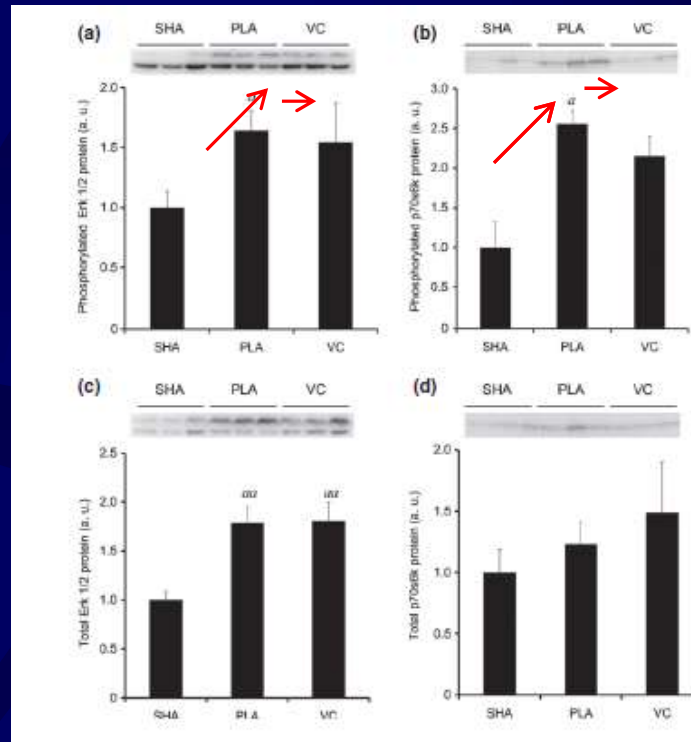 (a)
SHA PLA VC
Phosphorylated Erk 1/2 protein (a. u.)
2.0
1.5
1.0
0.5
0
SHA PLA VC
(b)
SHA PLA VC
Phosphorylated p70s6k protein (a. u.)
3.0
2.5
2.0
1.5
1.0
0.5
0
a
SHA PLA VC
(c)
SHA PLA VC
Total Erk 1/2 protein (a. u.)
2.5
2.0
1.5
1.0
0.5
0
aa aa
SHA PLA VC
(d)
SHA PLA VC
Total p70s6k protein (a. u.)
2.0
1.5
1.0
0.5
0
SHA PLA VC